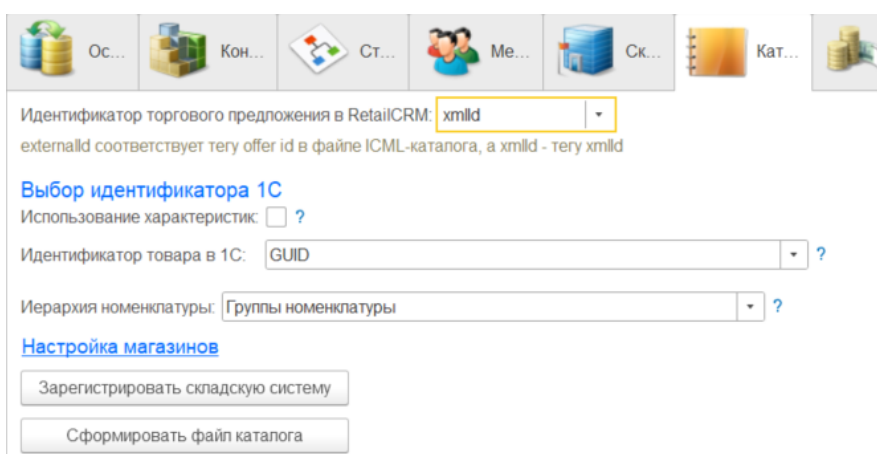 Ос... Кон... Ст... Ме... Ск... Кат...
Идентификатор торгового предложения в RetailCRM: xmlId
externalId соответствует тегу offer id в файле ICML-каталога, а xmlId - тегу xmlId
Выбор идентификатора 1С
Использование характеристик: ?
Идентификатор товара в 1С: GUID ?
Иерархия номенклатуры: Группы номенклатуры ?
Настройка магазинов
Зарегистрировать складскую систему
Сформировать файл каталога